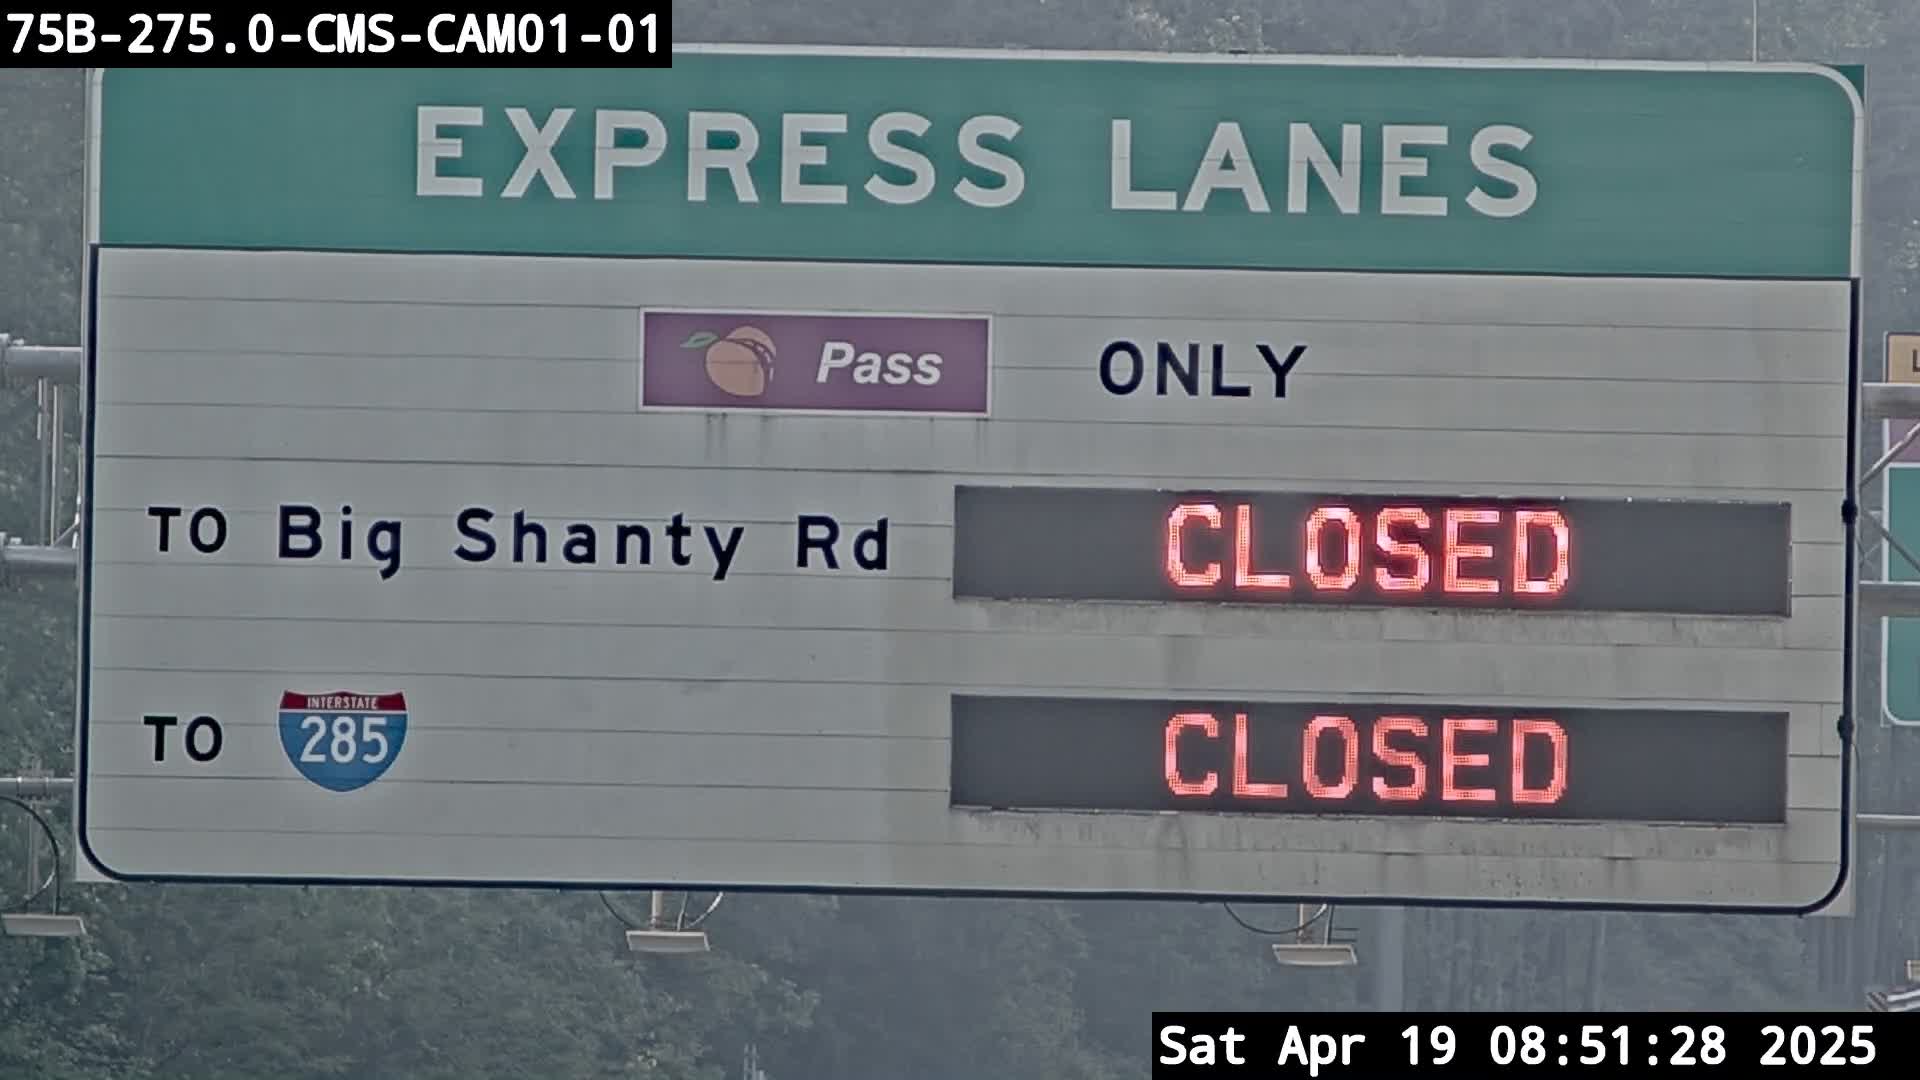 75B-275.0-CMS-CAM01-01
EXPRESS LANES
Pass ONLY
TO Big Shanty Rd CLOSED
TO INTERSTATE 285 CLOSED
Sat Apr 19 08:51:28 2025